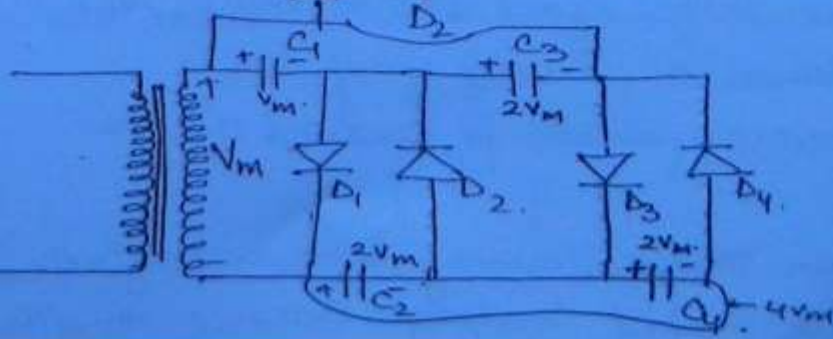 D2
+ C1 -
+ C3 -
Vm.
2Vm
Vm
D1
D2.
D3
D4.
2Vm
2Vm.
+ C2 -
+ -
C4
4Vm